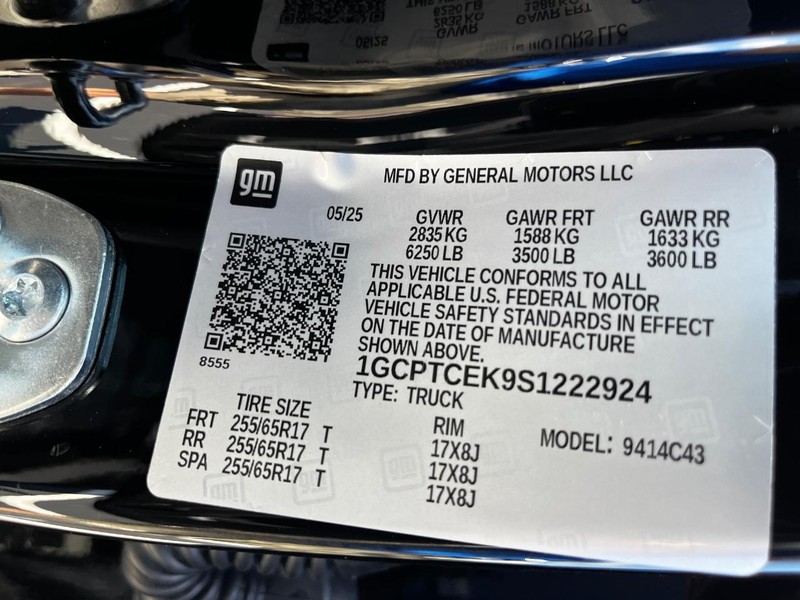 gm
MFD BY GENERAL MOTORS LLC
05/25
GVWR GAWR FRT GAWR RR
2835 KG 1588 KG 1633 KG
6250 LB 3500 LB 3600 LB
THIS VEHICLE CONFORMS TO ALL
APPLICABLE U.S. FEDERAL MOTOR
VEHICLE SAFETY STANDARDS IN EFFECT
ON THE DATE OF MANUFACTURE
SHOWN ABOVE.
8555
1GCPTCEK9S1222924
TYPE: TRUCK
TIRE SIZE RIM MODEL: 9414C43
FRT 255/65R17 T 17X8J
RR 255/65R17 T 17X8J
SPA 255/65R17 T 17X8J